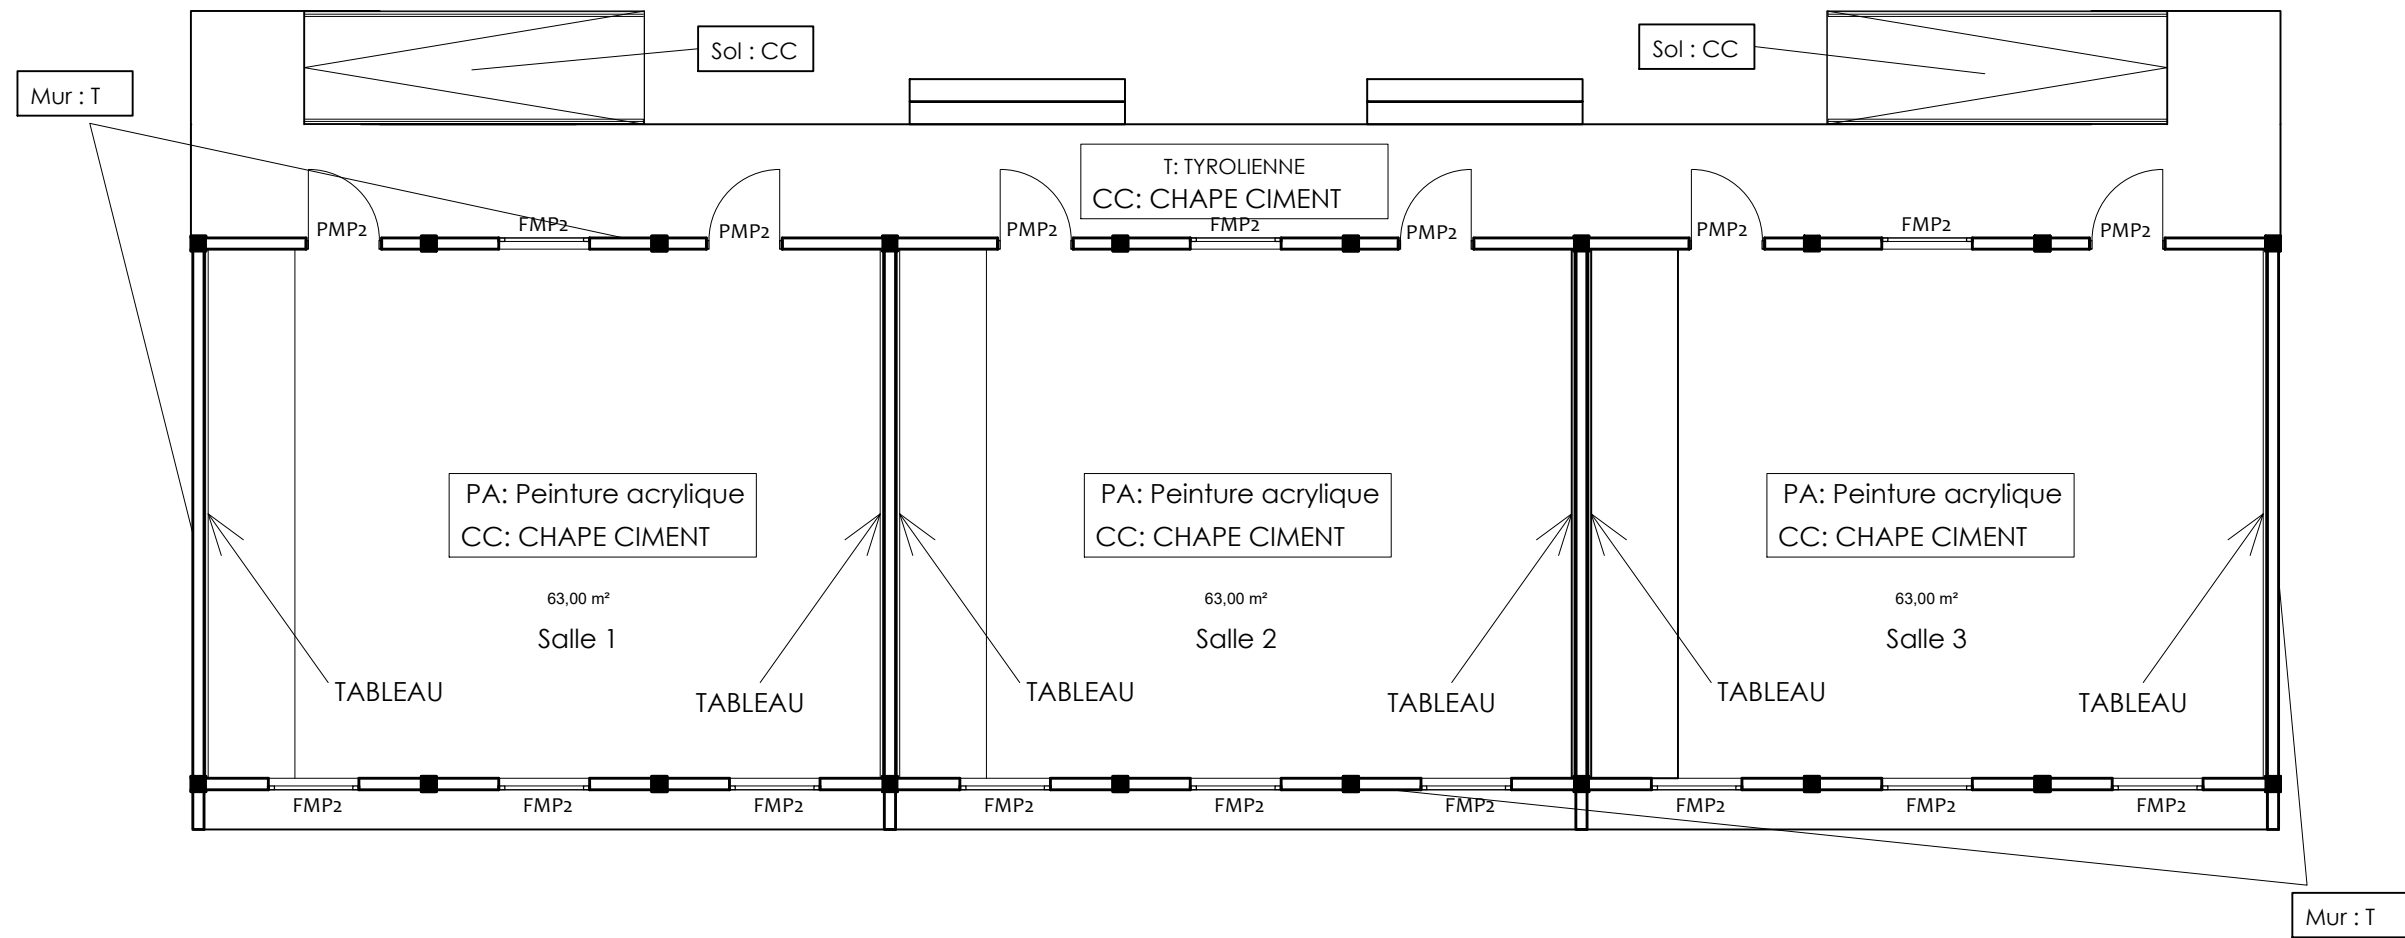 Sol : CC
Sol : CC
Mur : T
T: TYROLIENNE
CC: CHAPE CIMENT
PMP2
FMP2
PMP2
PMP2
FMP2
PMP2
PMP2
FMP2
PMP2
PA: Peinture acrylique
CC: CHAPE CIMENT
PA: Peinture acrylique
CC: CHAPE CIMENT
PA: Peinture acrylique
CC: CHAPE CIMENT
63,00 m²
63,00 m²
63,00 m²
Salle 1
Salle 2
Salle 3
TABLEAU
TABLEAU
TABLEAU
TABLEAU
TABLEAU
TABLEAU
FMP2
FMP2
FMP2
FMP2
FMP2
FMP2
FMP2
FMP2
FMP2
Mur : T